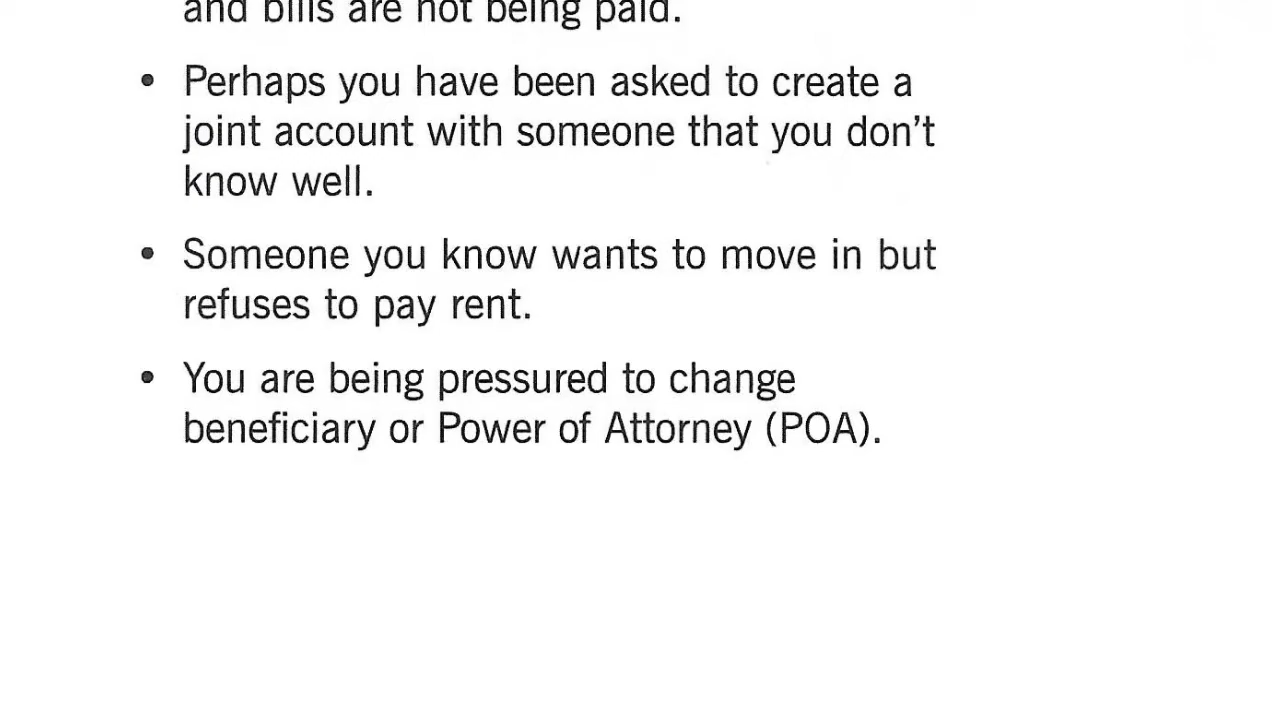 and bills are not being paid.
• Perhaps you have been asked to create a
joint account with someone that you don't
know well.
• Someone you know wants to move in but
refuses to pay rent.
• You are being pressured to change
beneficiary or Power of Attorney (POA).